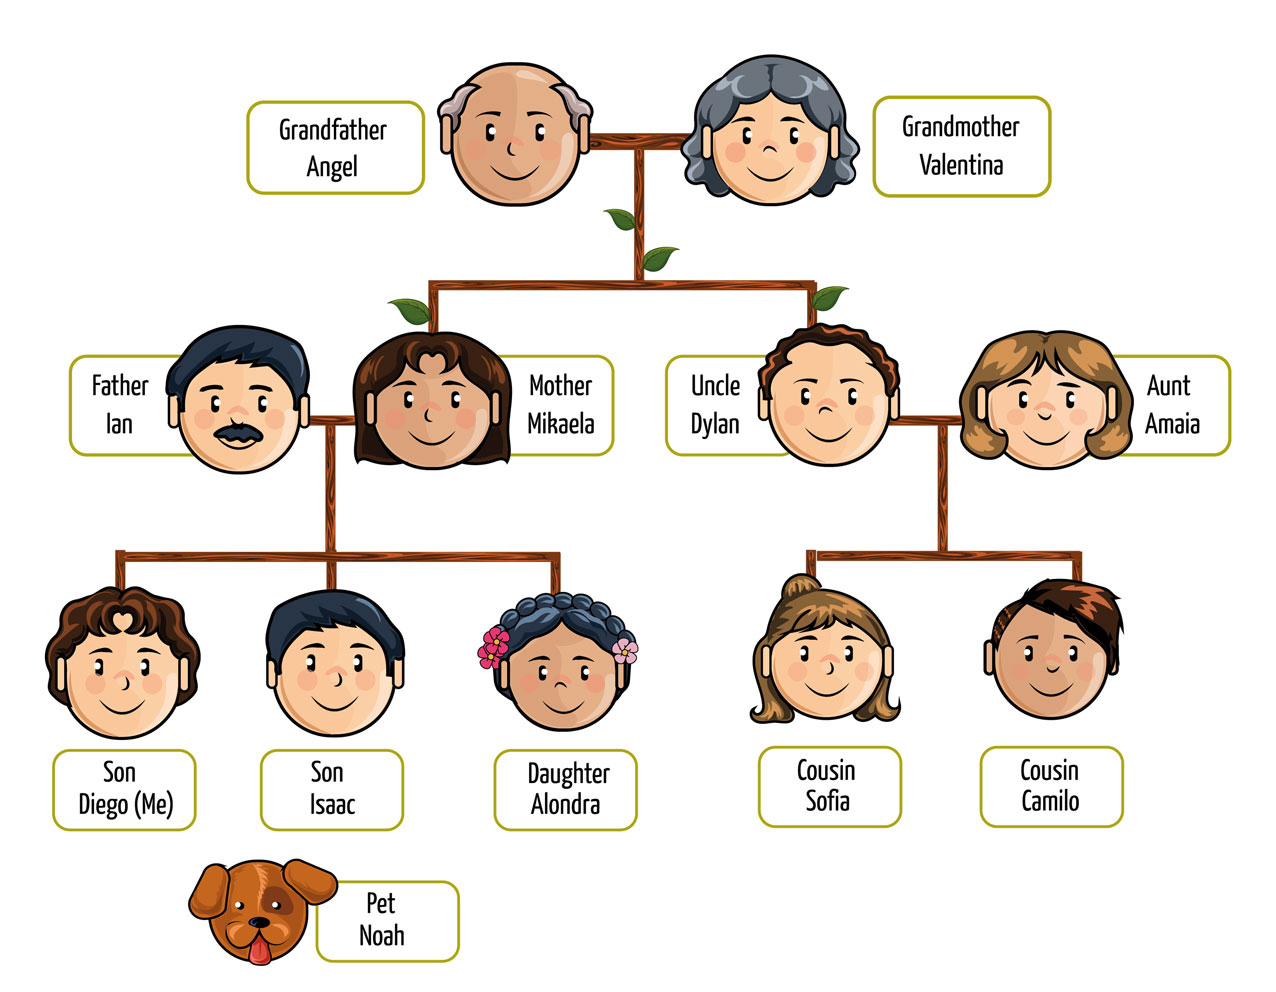 Grandfather
Angel
Grandmother
Valentina
Father
Ian
Mother
Mikaela
Uncle
Dylan
Aunt
Amaia
Son
Diego (Me)
Son
Isaac
Daughter
Alondra
Cousin
Sofia
Cousin
Camilo
Pet
Noah